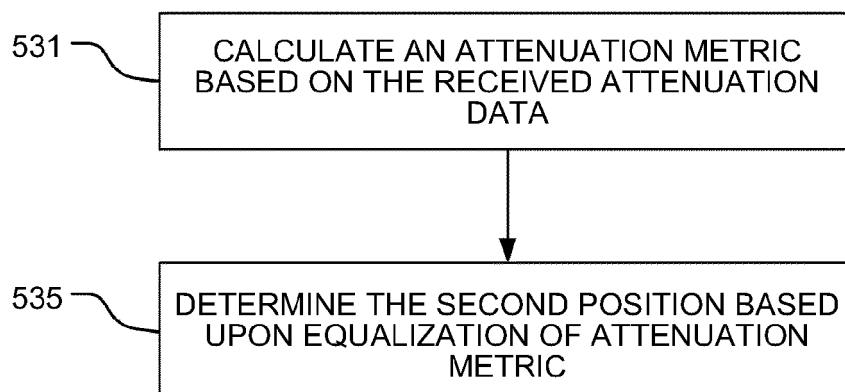 531
CALCULATE AN ATTENUATION METRIC
BASED ON THE RECEIVED ATTENUATION
DATA
535
DETERMINE THE SECOND POSITION BASED
UPON EQUALIZATION OF ATTENUATION
METRIC